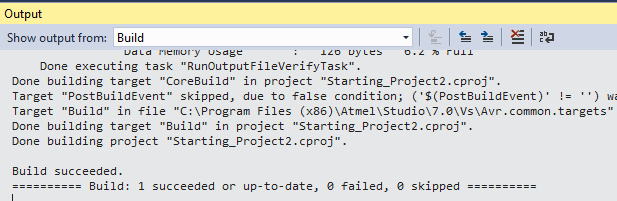 Output
Show output from: Build
Data Memory Usage : 126 bytes 6.2 % Full
Done executing task "RunOutputFileVerifyTask".
Done building target "CoreBuild" in project "Starting_Project2.cproj".
Target "PostBuildEvent" skipped, due to false condition; ('$(PostBuildEvent)' != '') wa
Target "Build" in file "C:\Program Files (x86)\Atmel\Studio\7.0\Vs\Avr.common.targets"
Done building target "Build" in project "Starting_Project2.cproj".
Done building project "Starting_Project2.cproj".
Build succeeded.
========== Build: 1 succeeded or up-to-date, 0 failed, 0 skipped ==========